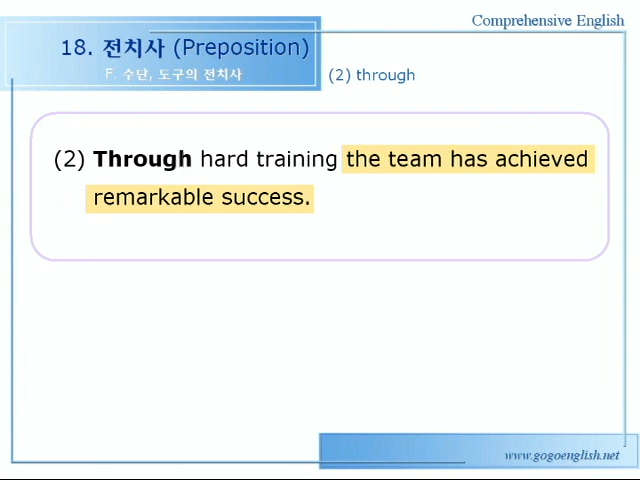 Comprehensive English
18. 전치사 (Preposition)
F. 수단, 도구의 전치사
(2) through
(2) Through hard training the team has achieved
remarkable success.
www.gogoenglish.net